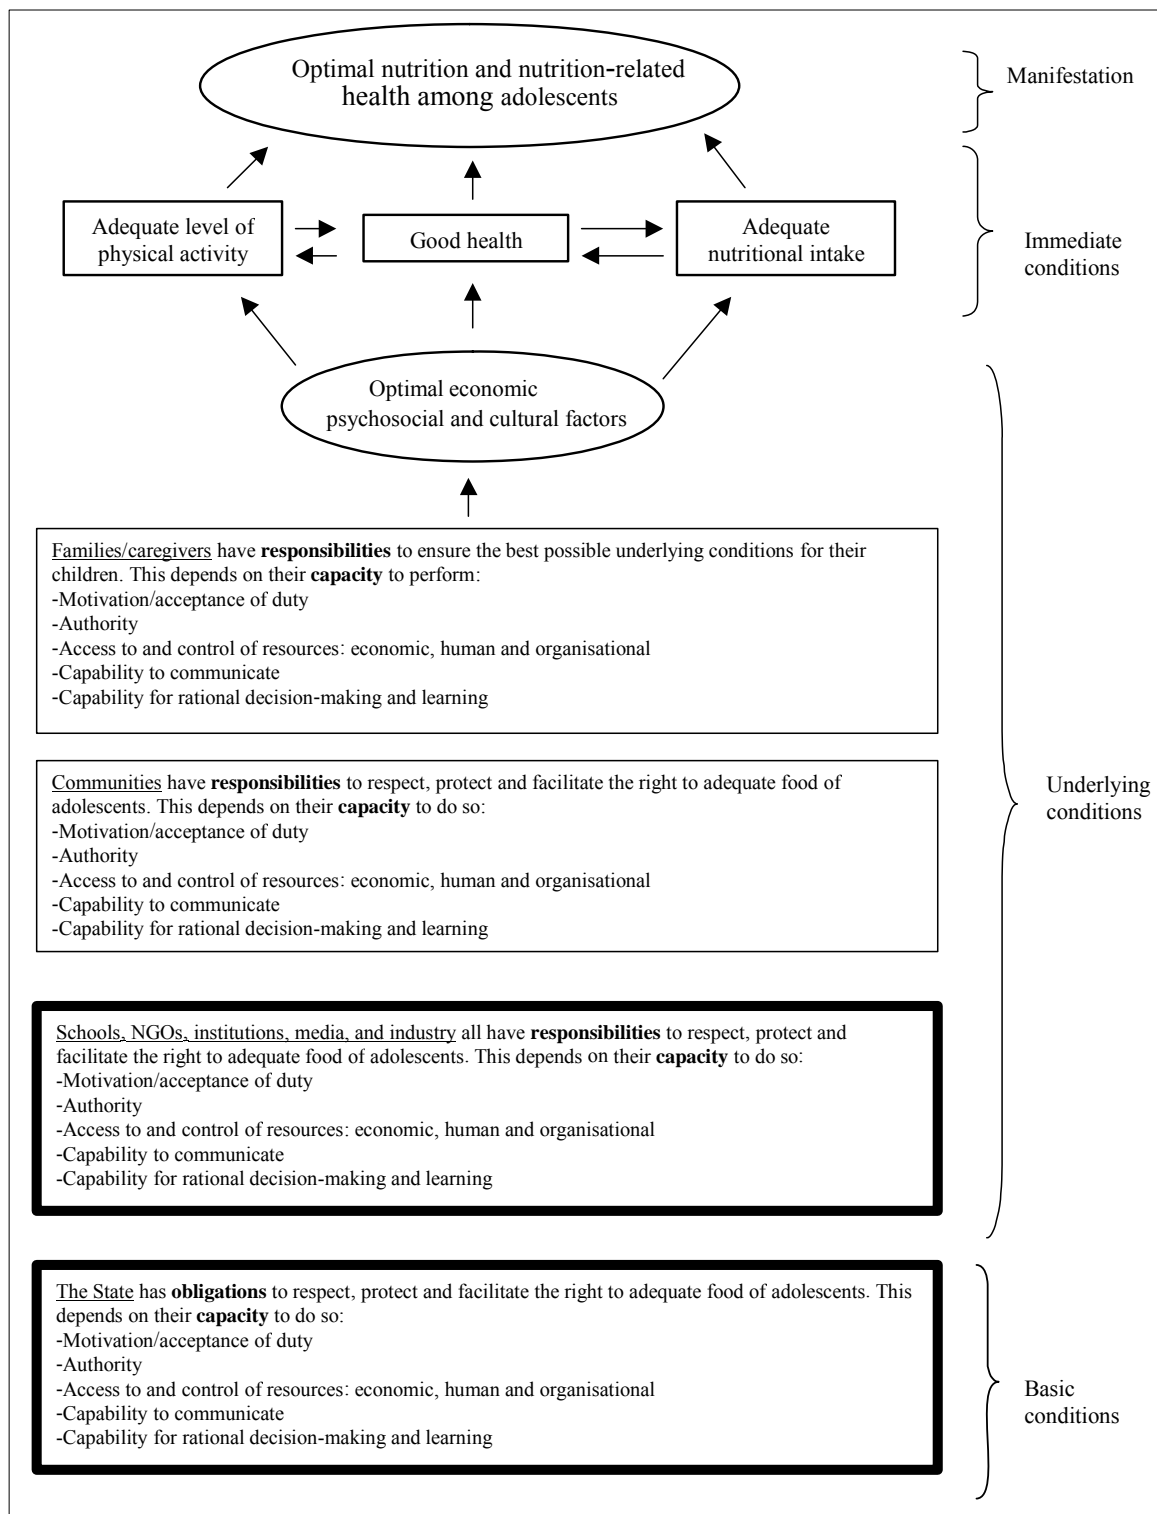 Optimal nutrition and nutrition-related
health among adolescents
Manifestation
Adequate level of
physical activity
Good health
Adequate
nutritional intake
Immediate
conditions
Optimal economic
psychosocial and cultural factors
Families/caregivers have responsibilities to ensure the best possible underlying conditions for their
children. This depends on their capacity to perform:
-Motivation/acceptance of duty
-Authority
-Access to and control of resources: economic, human and organisational
-Capability to communicate
-Capability for rational decision-making and learning
Communities have responsibilities to respect, protect and facilitate the right to adequate food of
adolescents. This depends on their capacity to do so:
-Motivation/acceptance of duty
-Authority
-Access to and control of resources: economic, human and organisational
-Capability to communicate
-Capability for rational decision-making and learning
Underlying
conditions
Schools, NGOs, institutions, media, and industry all have responsibilities to respect, protect and
facilitate the right to adequate food of adolescents. This depends on their capacity to do so:
-Motivation/acceptance of duty
-Authority
-Access to and control of resources: economic, human and organisational
-Capability to communicate
-Capability for rational decision-making and learning
The State has obligations to respect, protect and facilitate the right to adequate food of adolescents. This
depends on their capacity to do so:
-Motivation/acceptance of duty
-Authority
-Access to and control of resources: economic, human and organisational
-Capability to communicate
-Capability for rational decision-making and learning
Basic
conditions